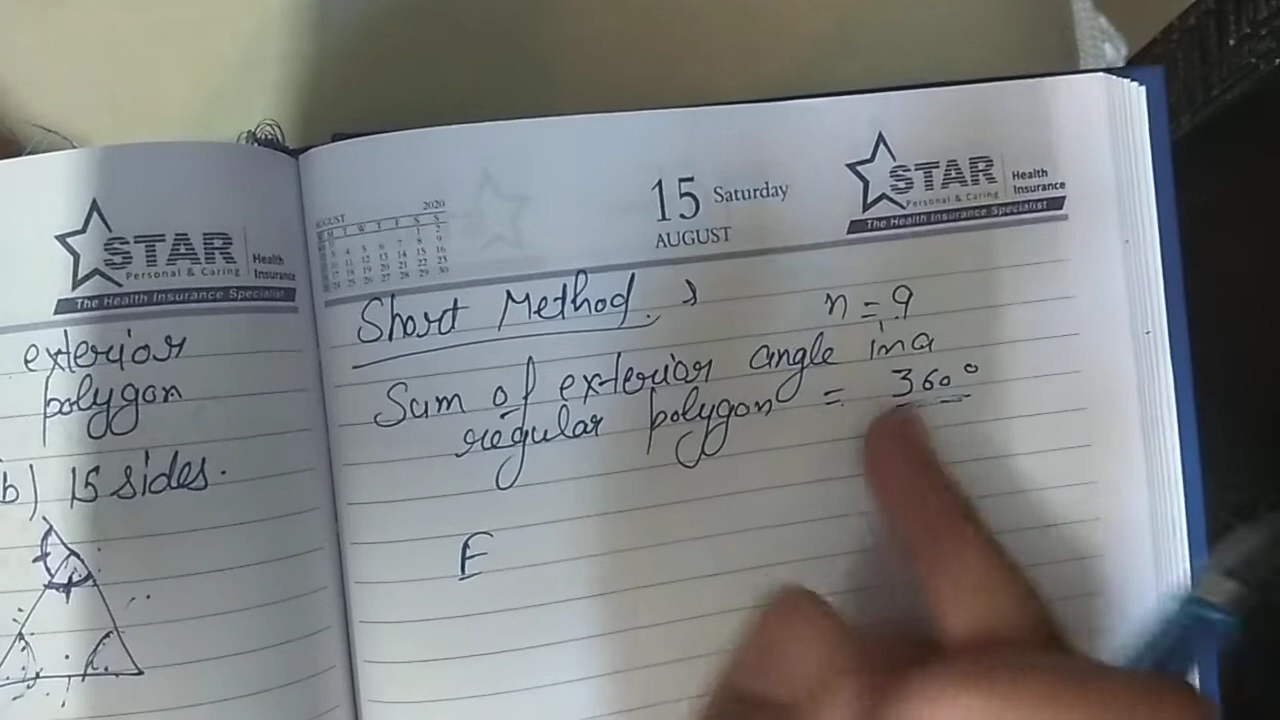 STAR Health
Personal & Caring Insurance
The Health Insurance Specialist
exterior
polygon
b) 15 sides.
AUGUST 2020
15 Saturday
AUGUST
STAR Health
Personal & Caring Insurance
The Health Insurance Specialist
Short Method.
n = 9
Sum of exterior angle in a
regular polygon = 360°
E